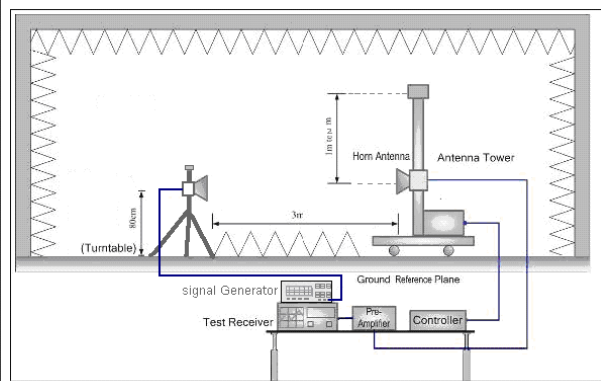 1m to 4 m
Horn Antenna
Antenna Tower
3m
80cm
(Turntable)
Ground Reference Plane
signal Generator
Test Receiver
Pre-
Amplifier
Controller